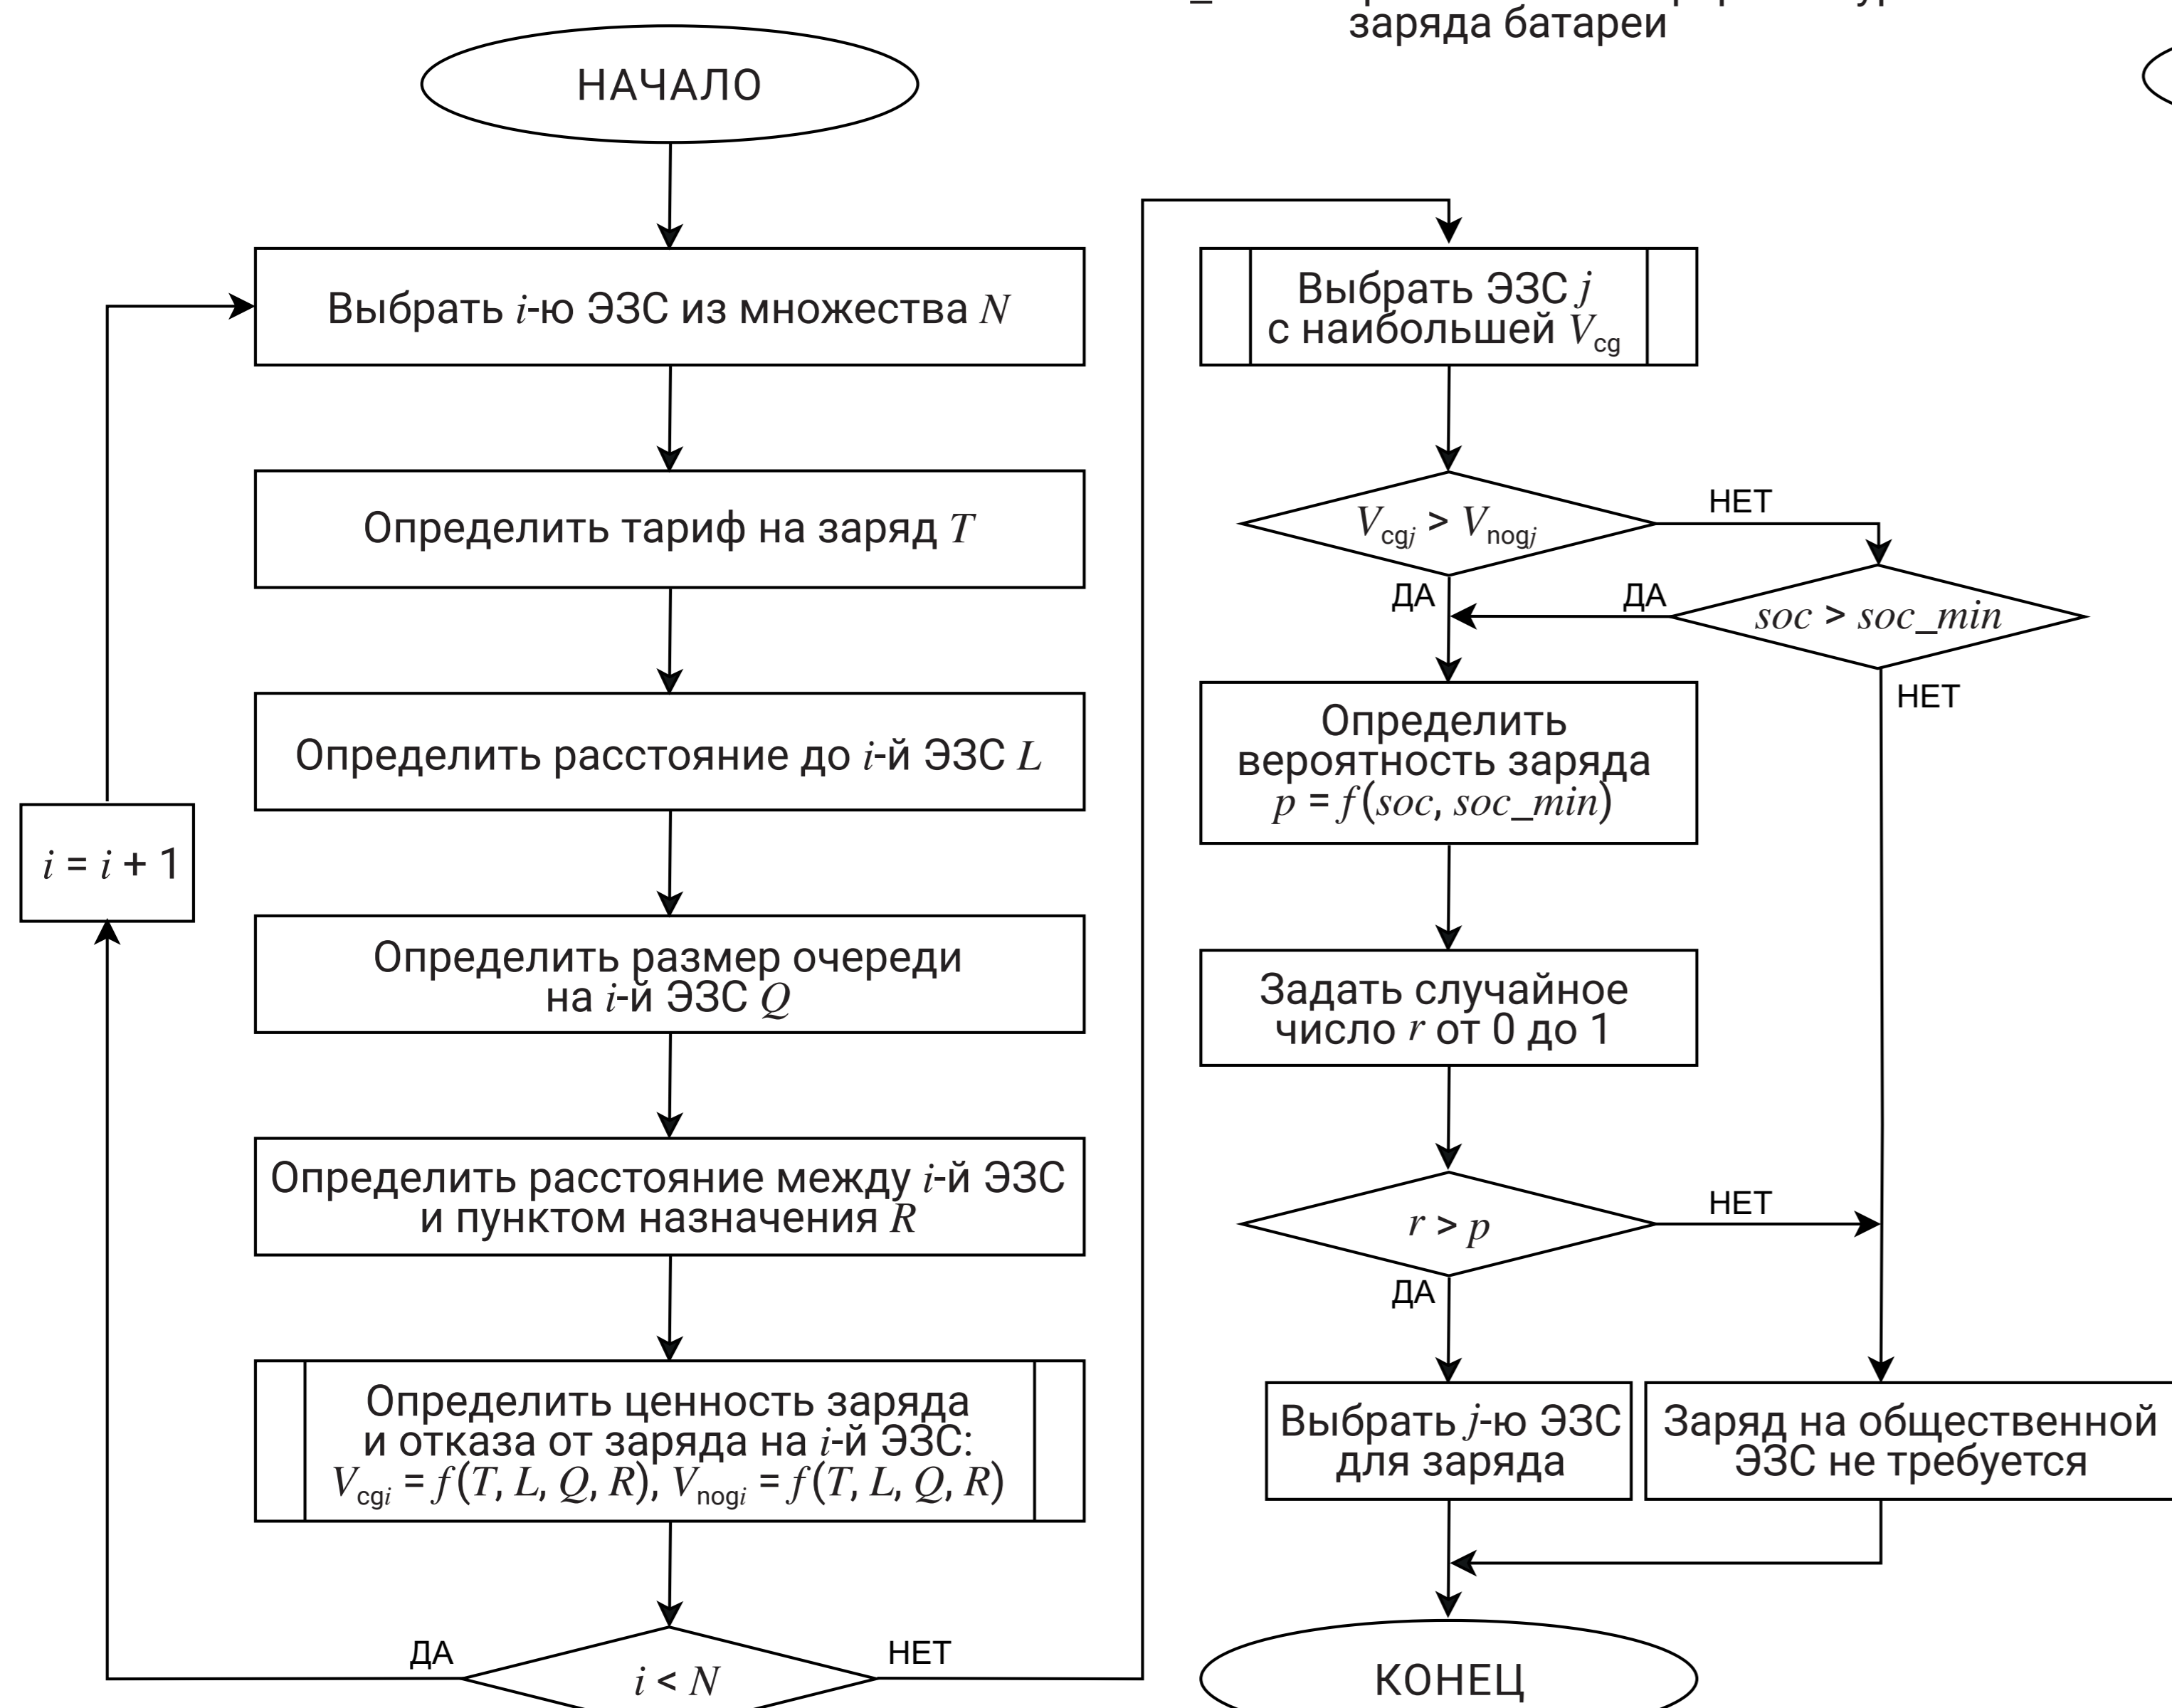 заряда батареи
НАЧАЛО
Выбрать i-ю ЭЗС из множества N
Определить тариф на заряд T
Определить расстояние до i-й ЭЗС L
i = i + 1
Определить размер очереди
на i-й ЭЗС Q
Определить расстояние между i-й ЭЗС
и пунктом назначения R
Определить ценность заряда
и отказа от заряда на i-й ЭЗС:
Vcgi = f(T, L, Q, R), Vnogi = f(T, L, Q, R)
ДА
i < N
НЕТ
Выбрать ЭЗС j
с наибольшей Vcg
Vcgj > Vnogj
НЕТ
ДА
ДА
soc > soc_min
НЕТ
Определить
вероятность заряда
p = f(soc, soc_min)
Задать случайное
число r от 0 до 1
r > p
НЕТ
ДА
Выбрать j-ю ЭЗС
для заряда
Заряд на общественной
ЭЗС не требуется
КОНЕЦ